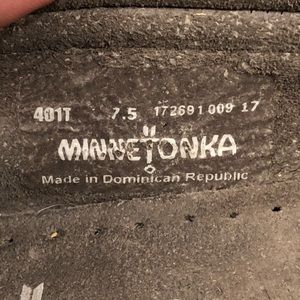 401T 7.5 172691 009 17
MINNETONKA
Made in Dominican Republic